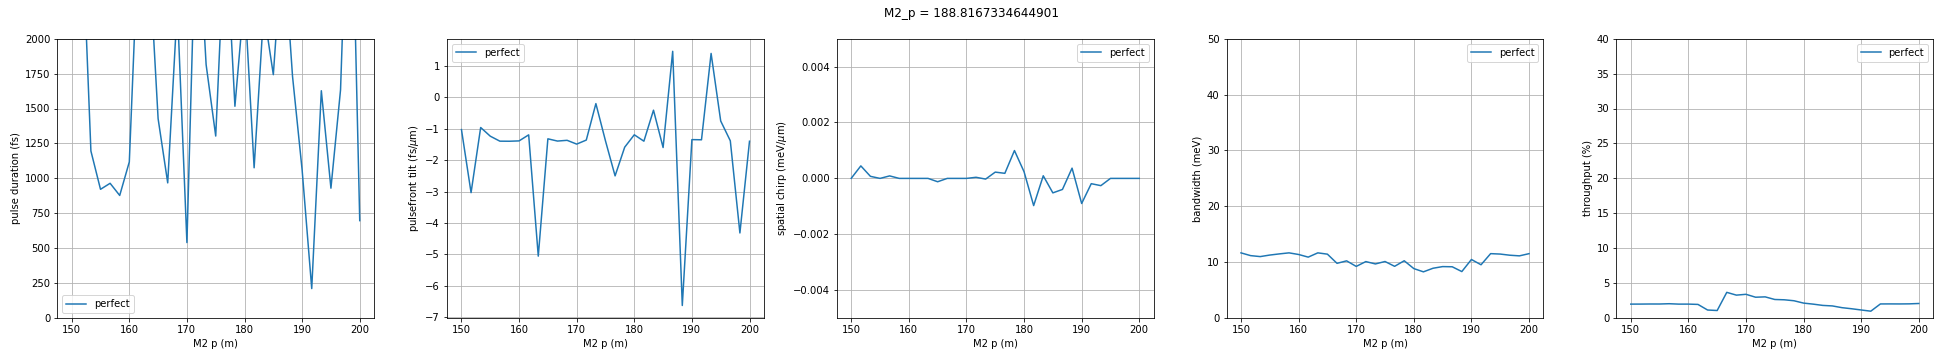 M2_p = 188.8167334644901
pulse duration (fs)
2000
1750
1500
1250
1000
750
500
250
0
perfect
150 160 170 180 190 200
M2 p (m)
pulsefront tilt (fs/μm)
perfect
1
0
−1
−2
−3
−4
−5
−6
−7
150 160 170 180 190 200
M2 p (m)
spatial chirp (meV/μm)
perfect
0.004
0.002
0.000
−0.002
−0.004
150 160 170 180 190 200
M2 p (m)
bandwidth (meV)
perfect
50
40
30
20
10
0
150 160 170 180 190 200
M2 p (m)
throughput (%)
perfect
40
35
30
25
20
15
10
5
0
150 160 170 180 190 200
M2 p (m)